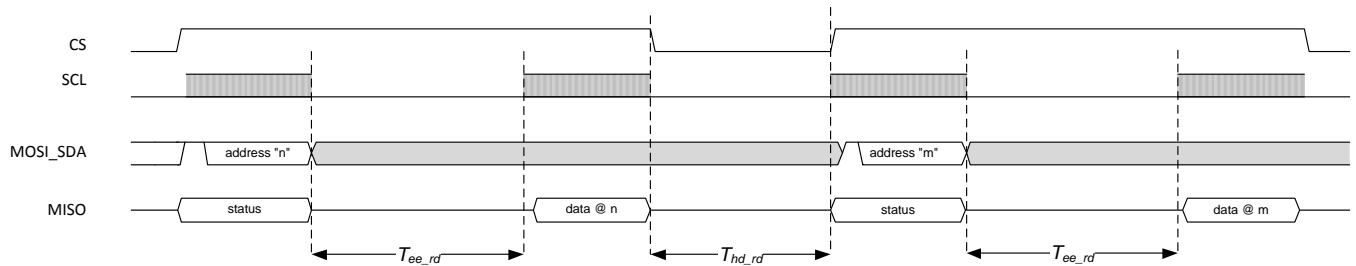 CS
SCL
MOSI_SDA address "n" address "m"
MISO status data @ n status data @ m
T_ee_rd T_hd_rd T_ee_rd